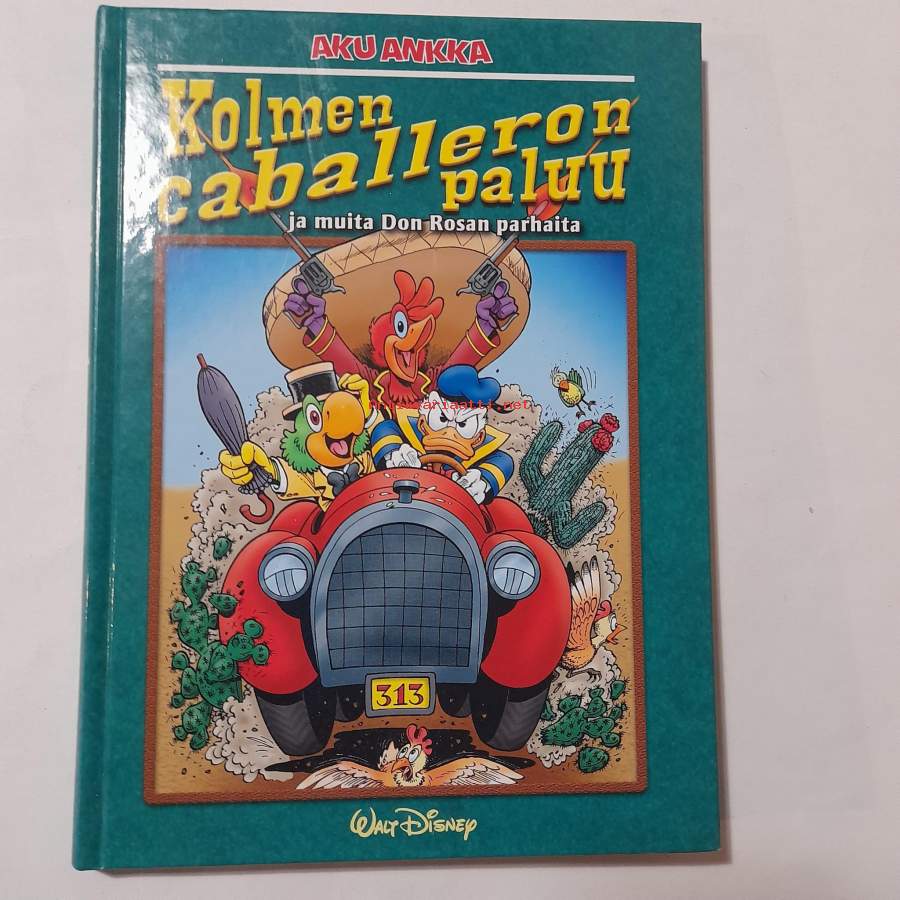 AKU ANKKA
Kolmen
caballeron
paluu
ja muita Don Rosan parhaita
313
WALT DISNEY